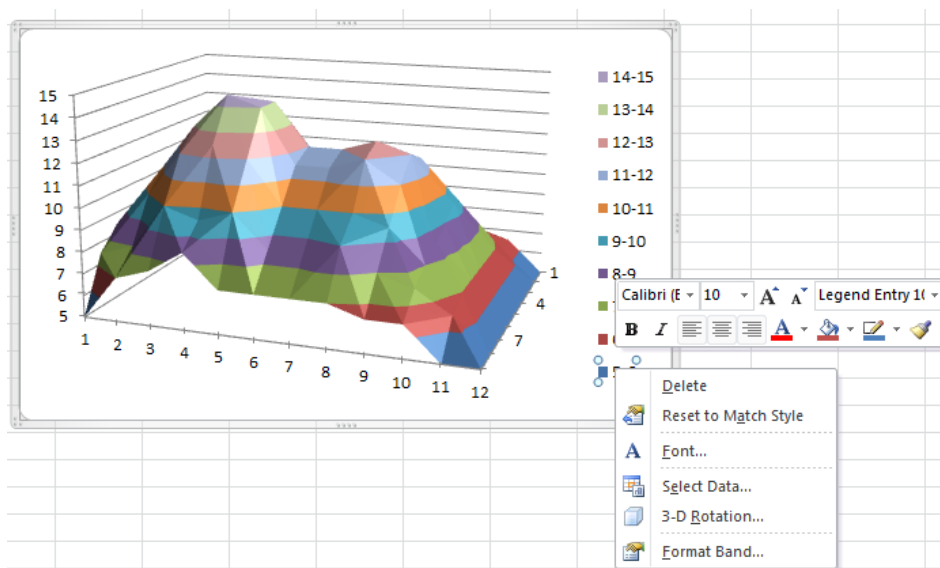 15
14
13
12
11
10
9
8
7
6
5
1 2 3 4 5 6 7 8 9 10 11 12
1
4
7
14-15
13-14
12-13
11-12
10-11
9-10
8-9
Calibri (E 10 A A Legend Entry 1(
B I A
Delete
Reset to Match Style
A Font...
Select Data...
3-D Rotation...
Format Band...